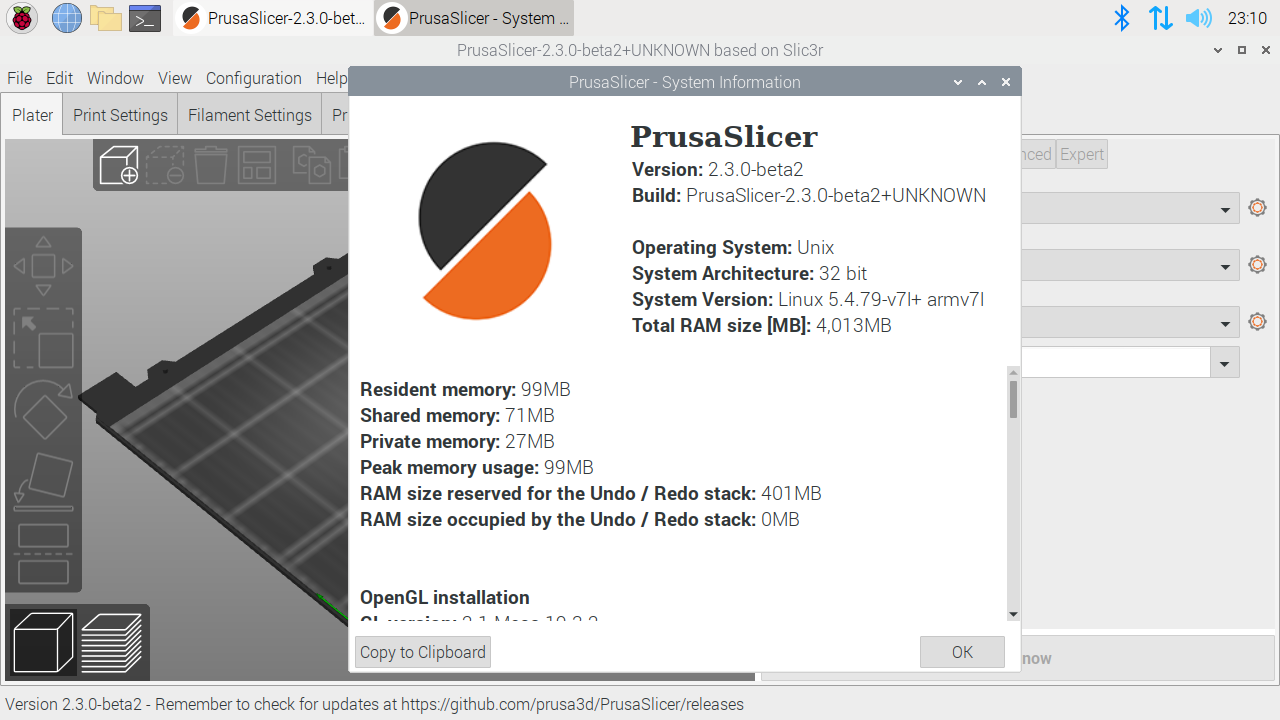 PrusaSlicer-2.3.0-bet...
PrusaSlicer - System ...
23:10
PrusaSlicer-2.3.0-beta2+UNKNOWN based on Slic3r
File Edit Window View Configuration Help
PrusaSlicer - System Information
Plater Print Settings Filament Settings Pr
nced Expert
PrusaSlicer
Version: 2.3.0-beta2
Build: PrusaSlicer-2.3.0-beta2+UNKNOWN
Operating System: Unix
System Architecture: 32 bit
System Version: Linux 5.4.79-v7l+ armv7l
Total RAM size [MB]: 4,013MB
Resident memory: 99MB
Shared memory: 71MB
Private memory: 27MB
Peak memory usage: 99MB
RAM size reserved for the Undo / Redo stack: 401MB
RAM size occupied by the Undo / Redo stack: 0MB
OpenGL installation
GL version: 2.1 Mesa
Copy to Clipboard
OK
now
Version 2.3.0-beta2 - Remember to check for updates at https://github.com/prusa3d/PrusaSlicer/releases